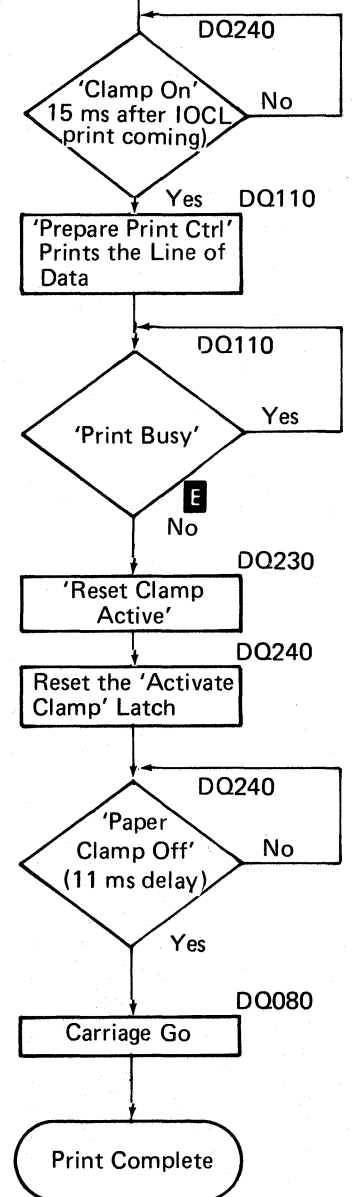 DQ240
'Clamp On'
15 ms after IOCL
print coming)
No
Yes
DQ110
'Prepare Print Ctrl'
Prints the Line of
Data
DQ110
'Print Busy'
Yes
E
No
DQ230
'Reset Clamp
Active'
DQ240
Reset the 'Activate
Clamp' Latch
DQ240
'Paper
Clamp Off'
(11 ms delay)
No
Yes
DQ080
Carriage Go
Print Complete